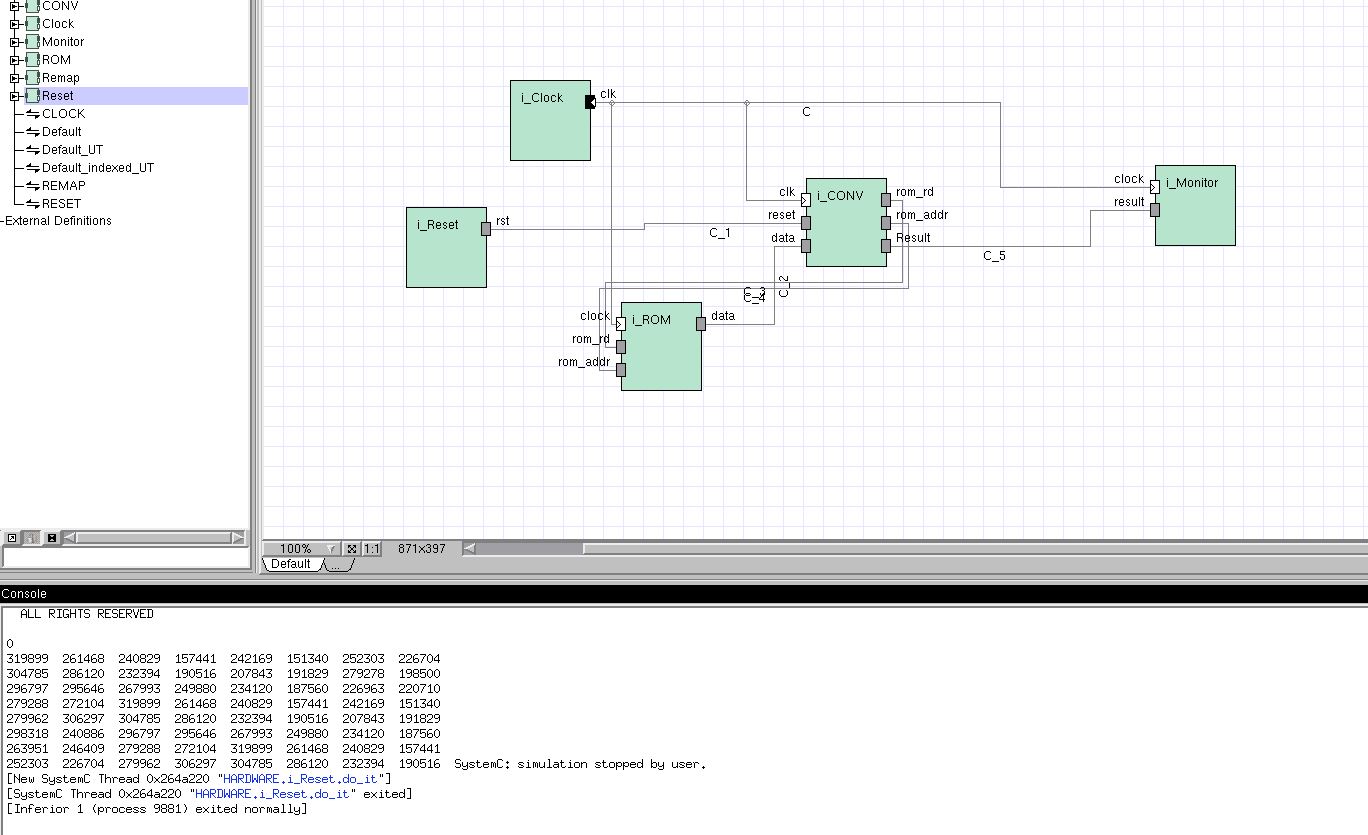 CONV
Clock
Monitor
ROM
Remap
Reset
CLOCK
Default
Default_UT
Default_indexed_UT
REMAP
RESET
External Definitions
i_Clock
clk
C
clock
i_Monitor
result
clk
i_CONV
rom_rd
reset
rom_addr
data
Result
i_Reset
rst
C_1
C_5
C_2
C_3
C_4
clock
i_ROM
data
rom_rd
rom_addr
100%
1:1
871x397
Default
...
Console
ALL RIGHTS RESERVED
0
319899 261468 240829 157441 242169 151340 252303 226704
304785 286120 232394 190516 207843 191829 279278 198500
296797 295646 267993 249880 234120 187560 226963 220710
279288 272104 319899 261468 240829 157441 242169 151340
279962 306297 304785 286120 232394 190516 207843 191829
298318 240886 296797 295646 267993 249880 234120 187560
263951 246409 279288 272104 319899 261468 240829 157441
252303 226704 279962 306297 304785 286120 232394 190516 SystemC: simulation stopped by user.
[New SystemC Thread 0x264a220 "HARDWARE.i_Reset.do_it"]
[SystemC Thread 0x264a220 "HARDWARE.i_Reset.do_it" exited]
[Inferior 1 (process 9881) exited normally]